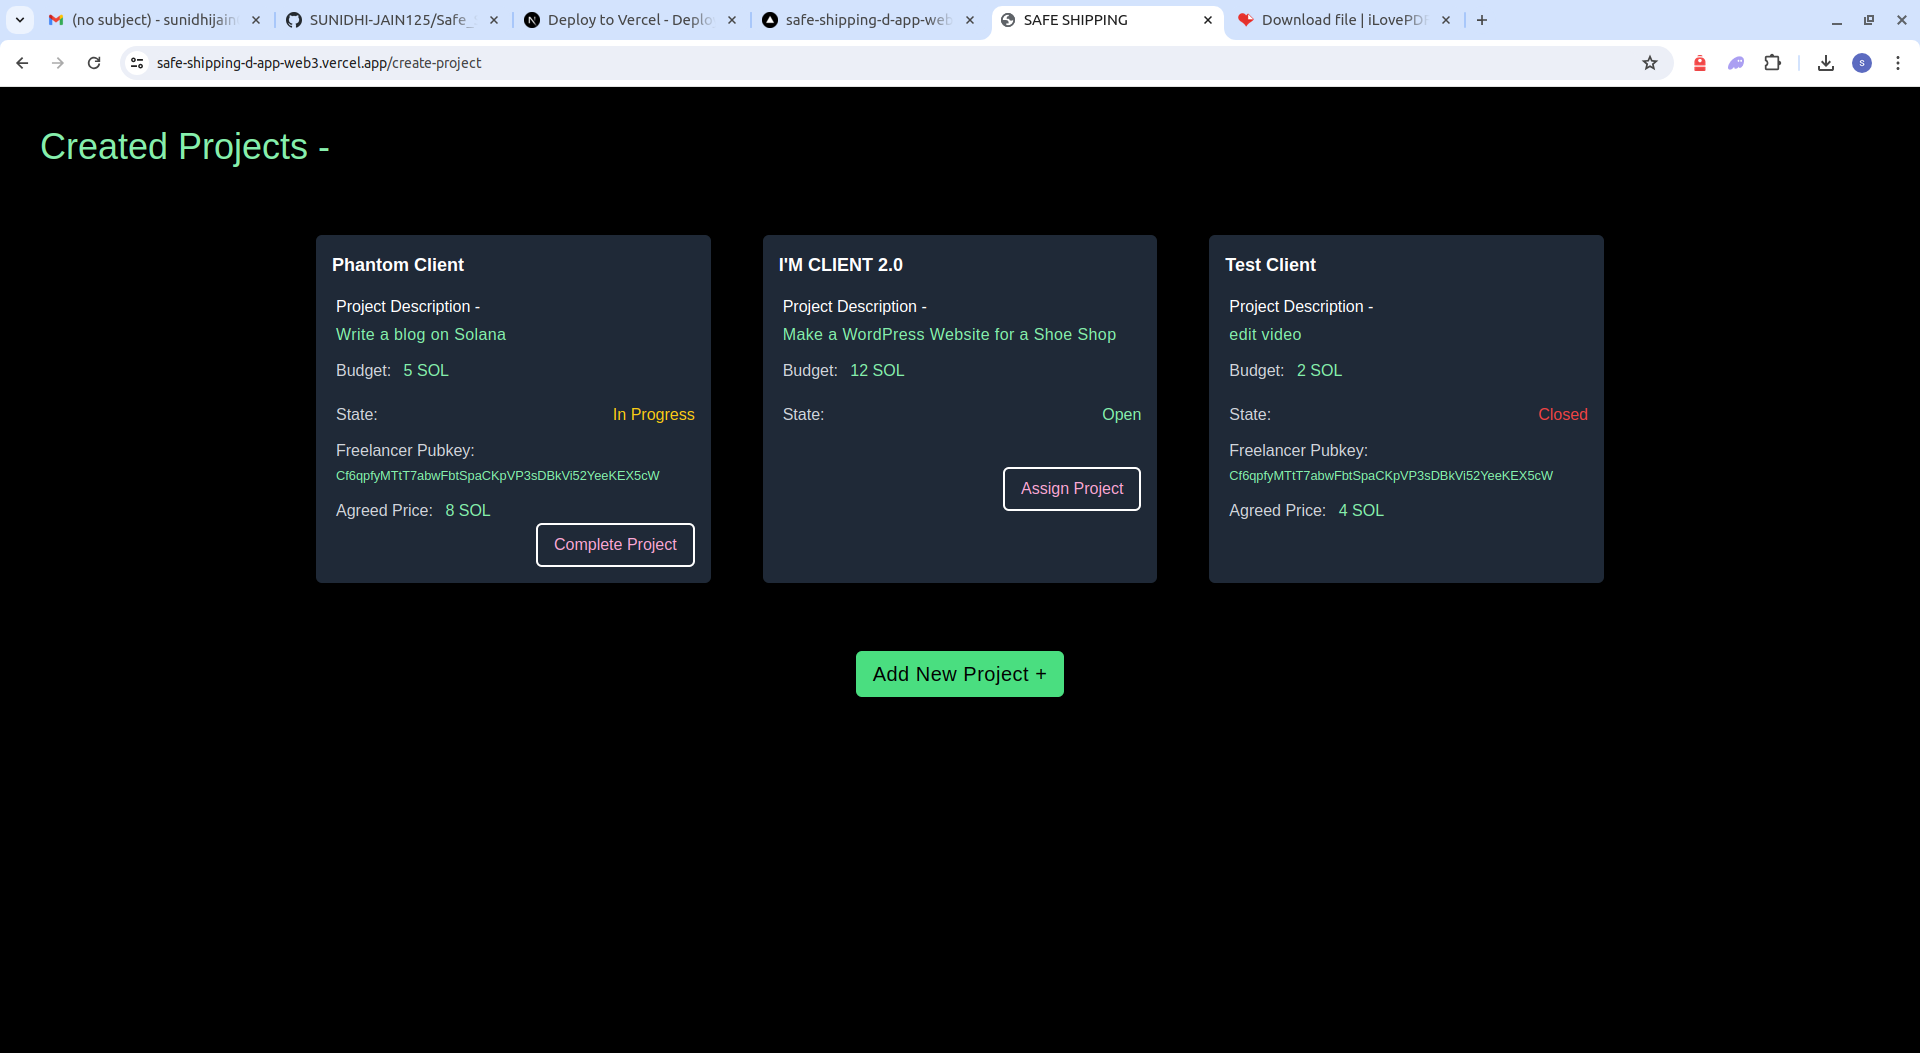 (no subject) - sunidhijain
SUNIDHI-JAIN125/Safe_
Deploy to Vercel - Deplo
safe-shipping-d-app-web
SAFE SHIPPING
Download file | iLovePDF
safe-shipping-d-app-web3.vercel.app/create-project
S
Created Projects -
Phantom Client
Project Description -
Write a blog on Solana
Budget: 5 SOL
State: In Progress
Freelancer Pubkey:
Cf6qpfyMTtT7abwFbtSpaCKpVP3sDBkVi52YeeKEX5cW
Agreed Price: 8 SOL
Complete Project
I'M CLIENT 2.0
Project Description -
Make a WordPress Website for a Shoe Shop
Budget: 12 SOL
State: Open
Assign Project
Test Client
Project Description -
edit video
Budget: 2 SOL
State: Closed
Freelancer Pubkey:
Cf6qpfyMTtT7abwFbtSpaCKpVP3sDBkVi52YeeKEX5cW
Agreed Price: 4 SOL
Add New Project +